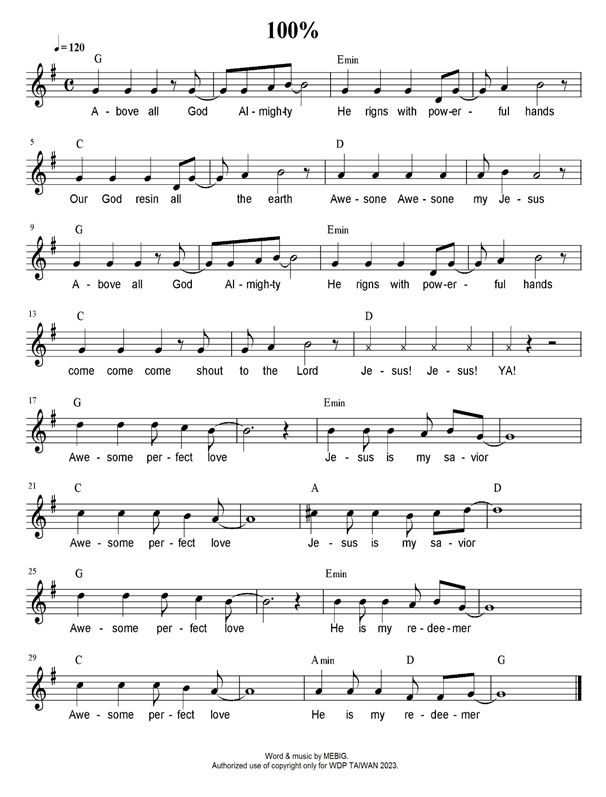 100%
♩ = 120
G Emin
A - bove all God Al - migh-ty He rigns with pow-er - ful hands
5 C D
Our God resin all the earth Awe-sone Awe-sone my Je-sus
9 G Emin
A - bove all God Al - migh-ty He rigns with pow-er - ful hands
13 C D
come come come shout to the Lord Je-sus! Je-sus! YA!
17 G Emin
Awe-some per-fect love Je-sus is my sa-vior
21 C A D
Awe-some per-fect love Je-sus is my sa-vior
25 G Emin
Awe-some per-fect love He is my re-dee-mer
29 C Amin D G
Awe-some per-fect love He is my re-dee-mer
Word & music by MEBIG.
Authorized use of copyright only for WDP TAIWAN 2023.